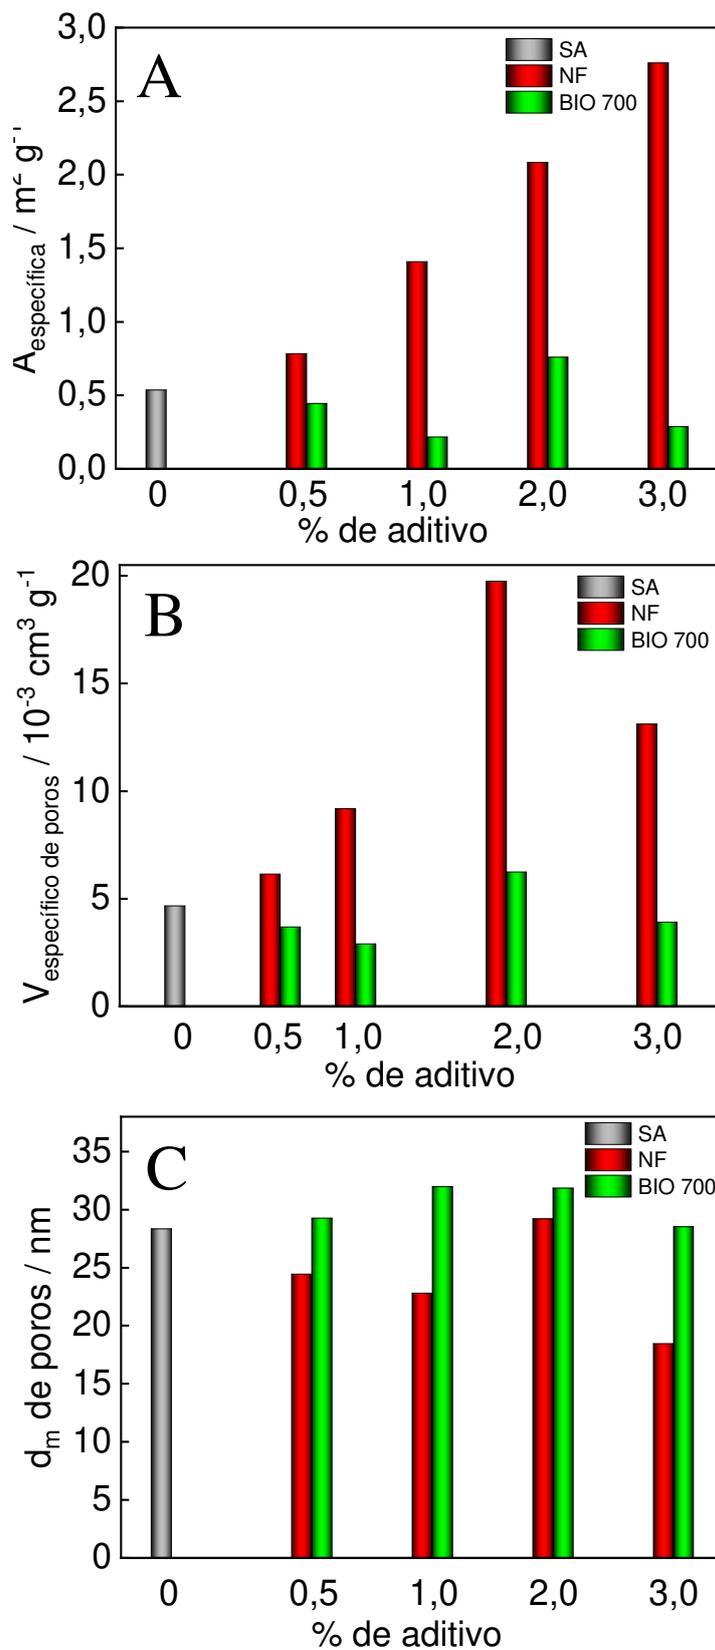 A
SA
NF
BIO 700
A específica / m² g⁻¹
3,0
2,5
2,0
1,5
1,0
0,5
0,0
0 0,5 1,0 2,0 3,0
% de aditivo
B
SA
NF
BIO 700
V específico de poros / 10⁻³ cm³ g⁻¹
20
15
10
5
0
0 0,5 1,0 2,0 3,0
% de aditivo
C
SA
NF
BIO 700
dₘ de poros / nm
35
30
25
20
15
10
5
0
0 0,5 1,0 2,0 3,0
% de aditivo